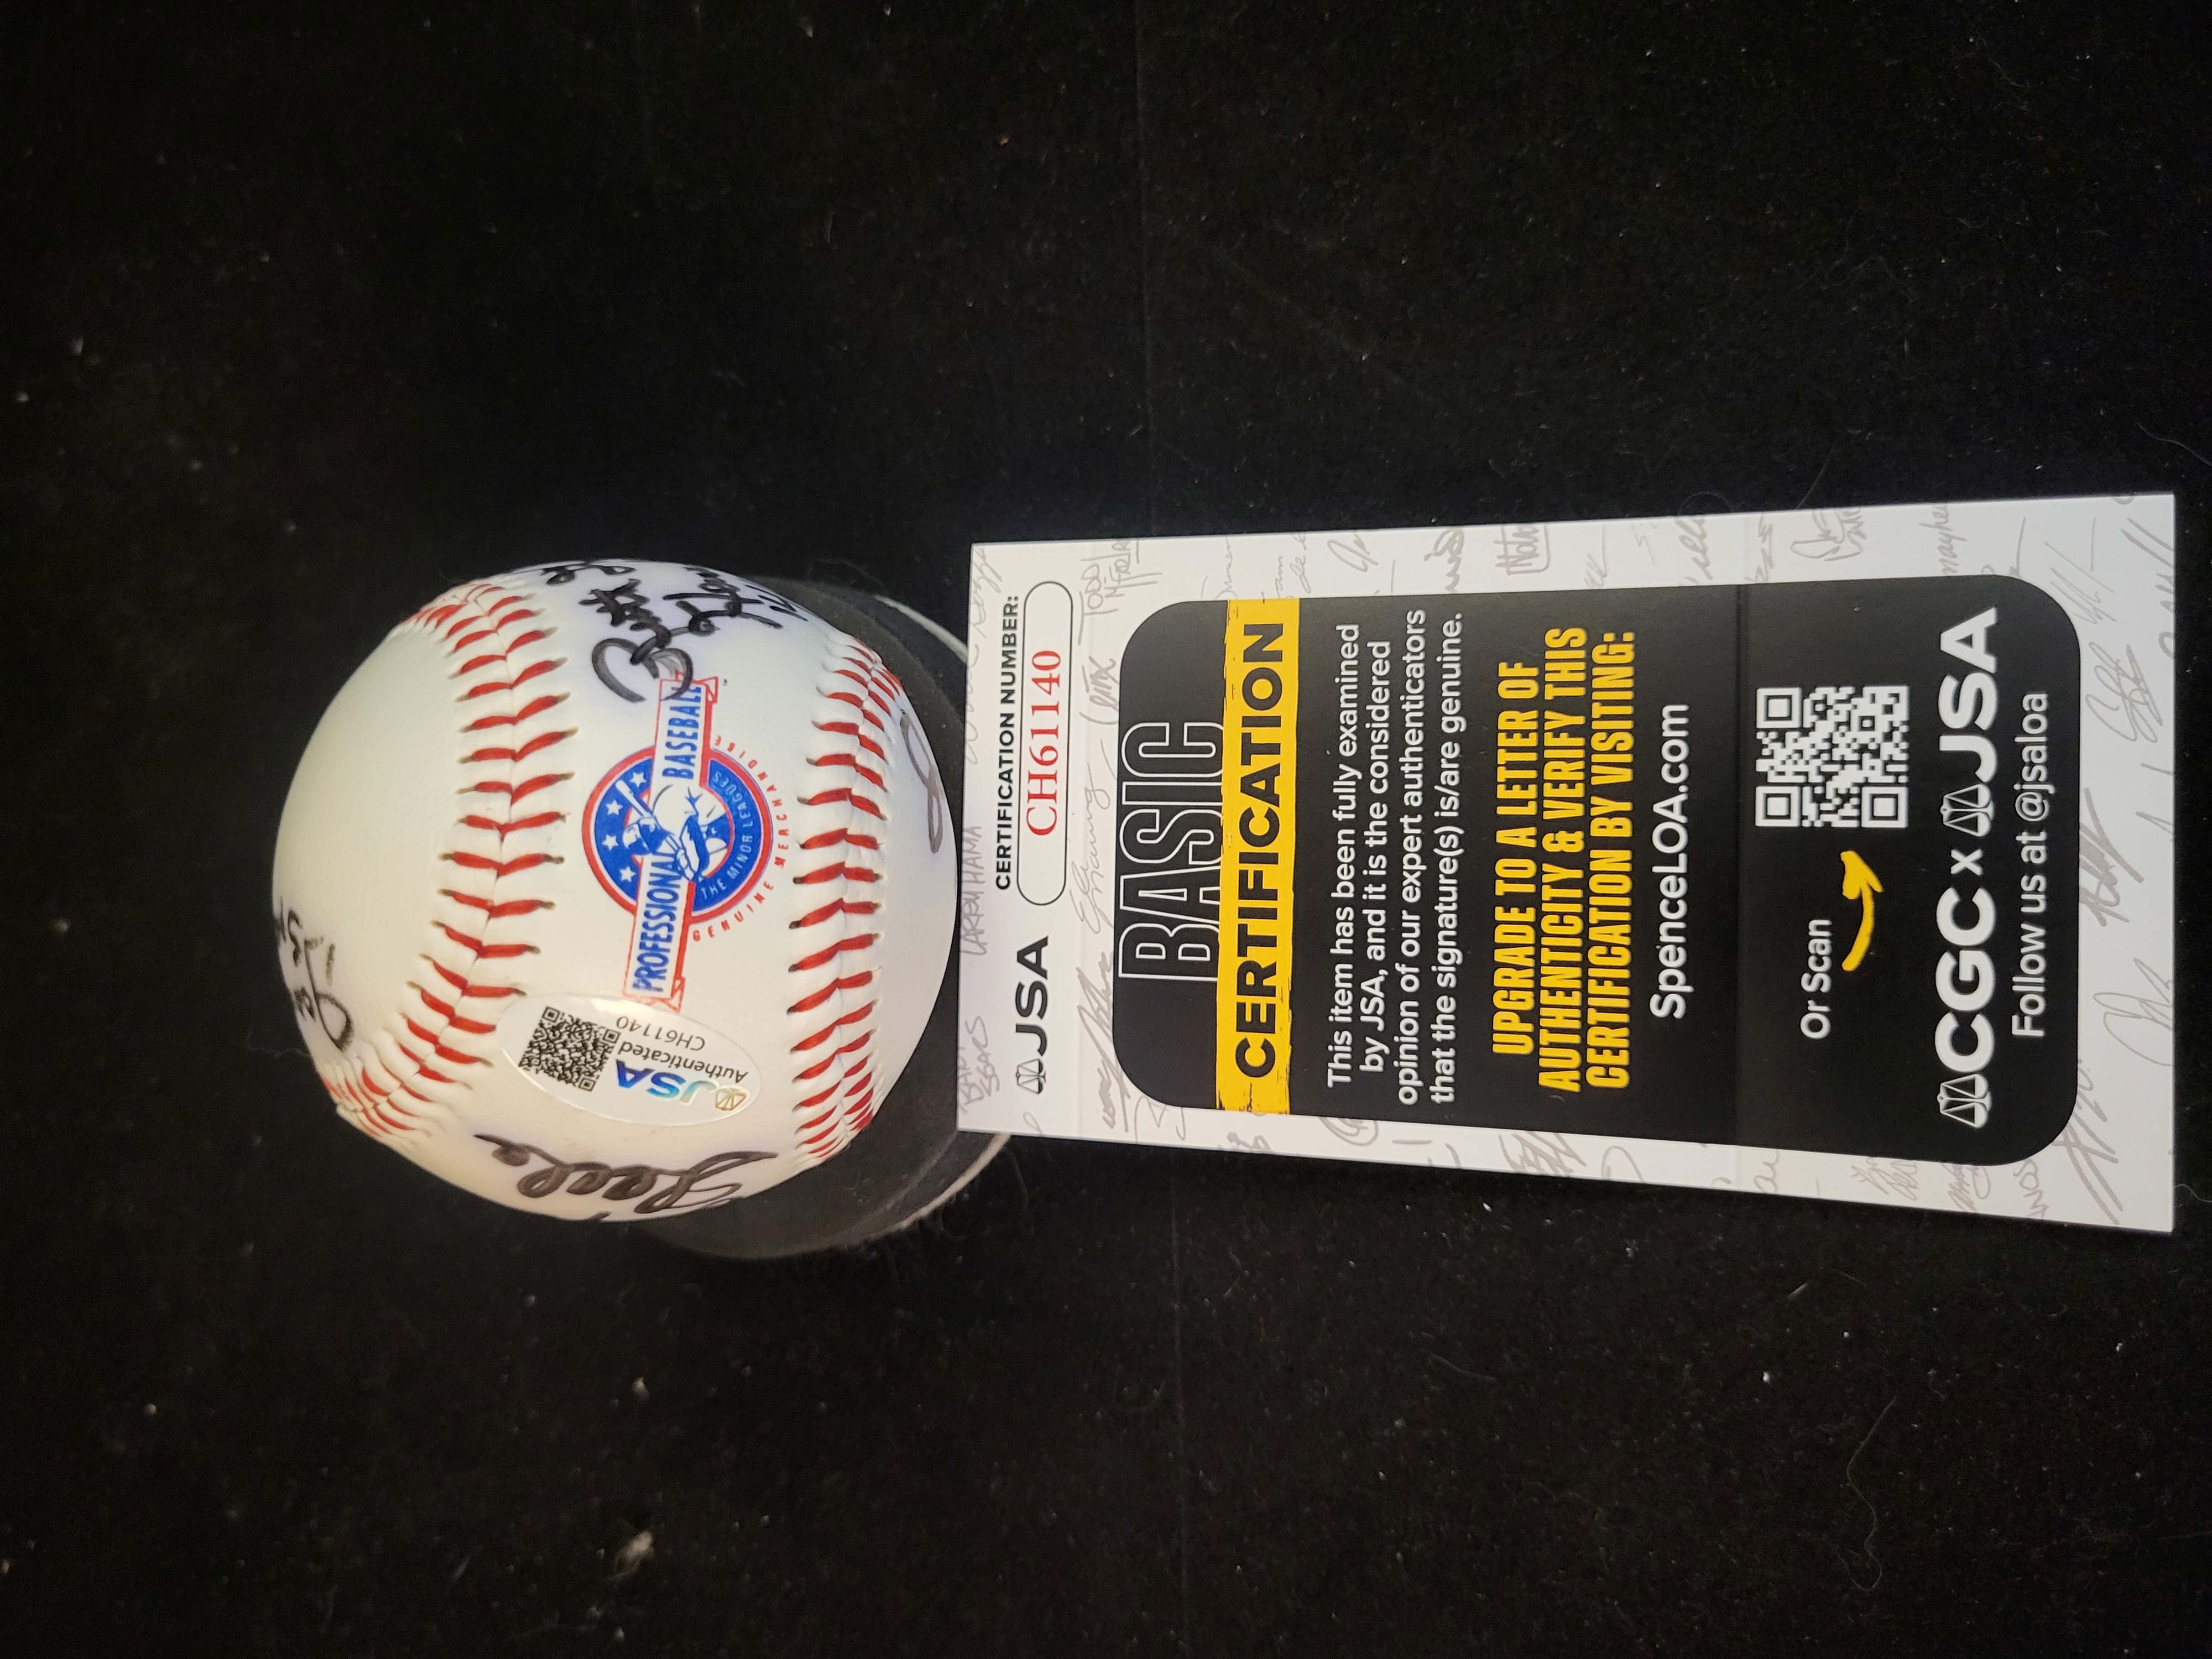 PROFESSIONAL BASEBALL
THE MINOR LEAGUES
GENUINE MERCHANDISE
JSA
Authenticated
CH61140
JSA
CERTIFICATION NUMBER:
CH61140
BASIC
CERTIFICATION
This item has been fully examined
by JSA, and it is the considered
opinion of our expert authenticators
that the signature(s) is/are genuine.
UPGRADE TO A LETTER OF
AUTHENTICITY & VERIFY THIS
CERTIFICATION BY VISITING:
SpenceLOA.com
Or Scan
CGC x JSA
Follow us at @jsaloa